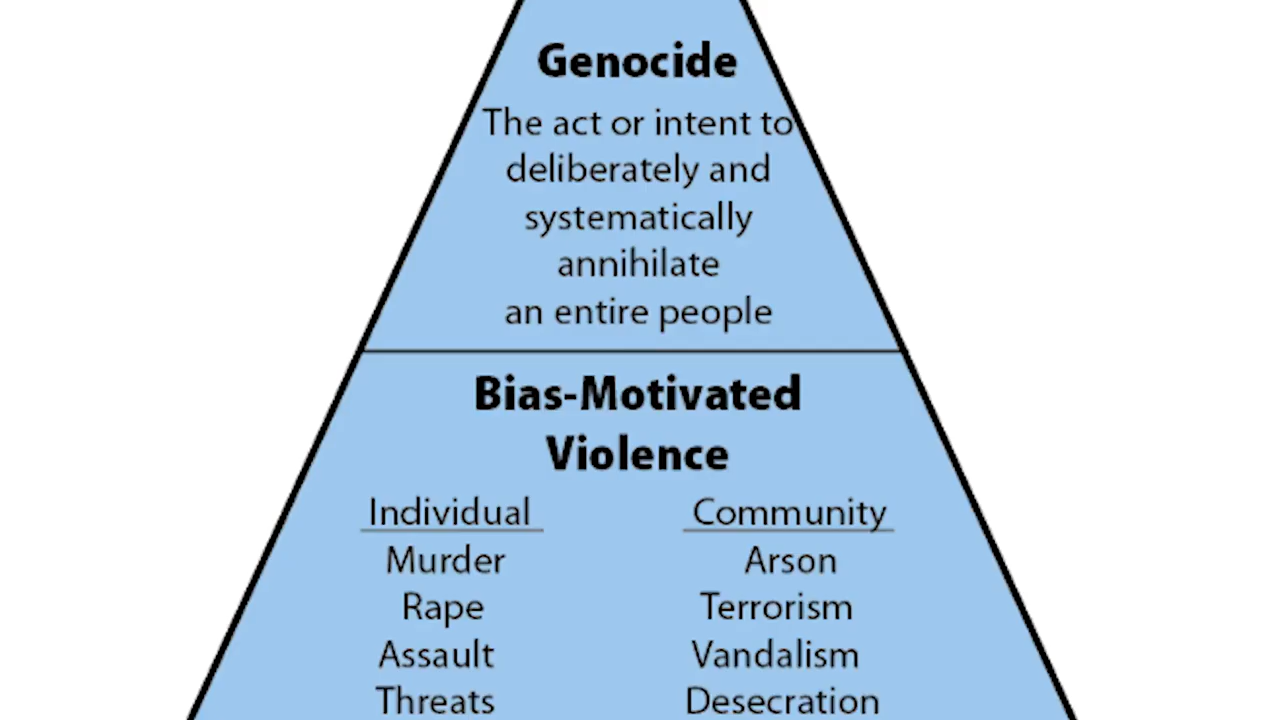 Genocide
The act or intent to
deliberately and
systematically
annihilate
an entire people
Bias-Motivated
Violence
Individual Community
Murder Arson
Rape Terrorism
Assault Vandalism
Threats Desecration